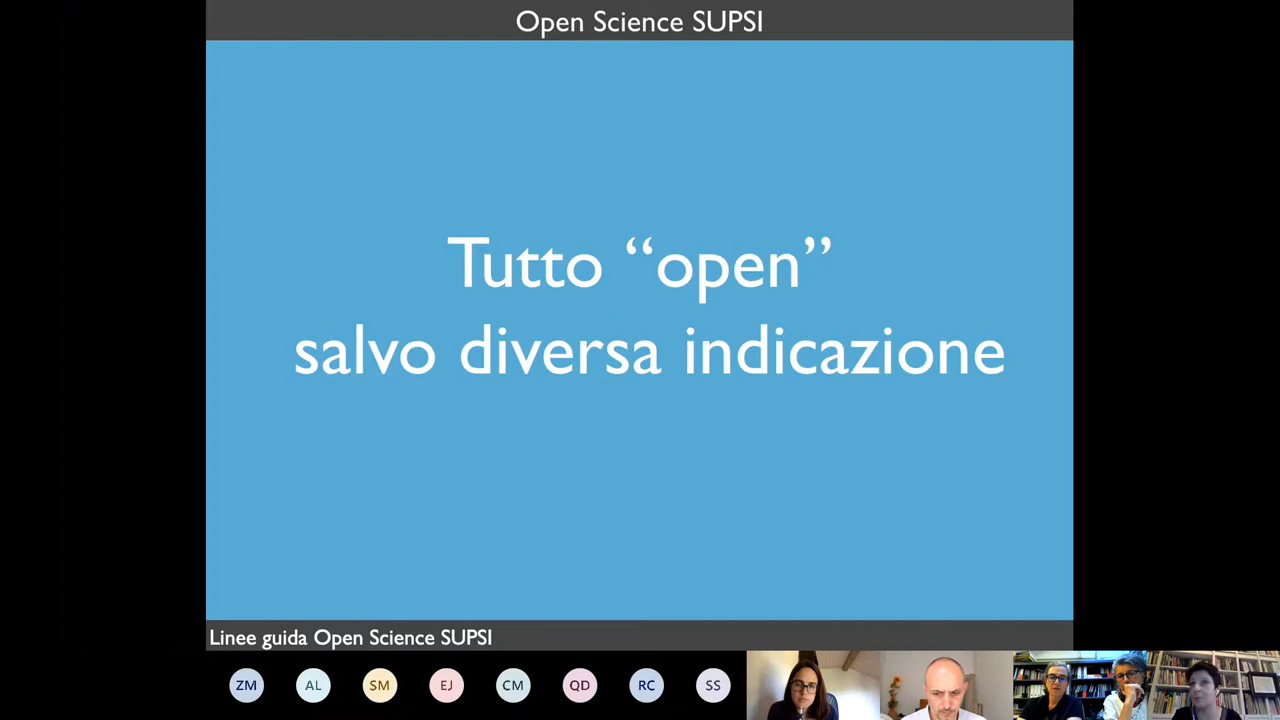 Open Science SUPSI
Tutto “open”
salvo diversa indicazione
Linee guida Open Science SUPSI
ZM AL SM EJ CM QD RC SS